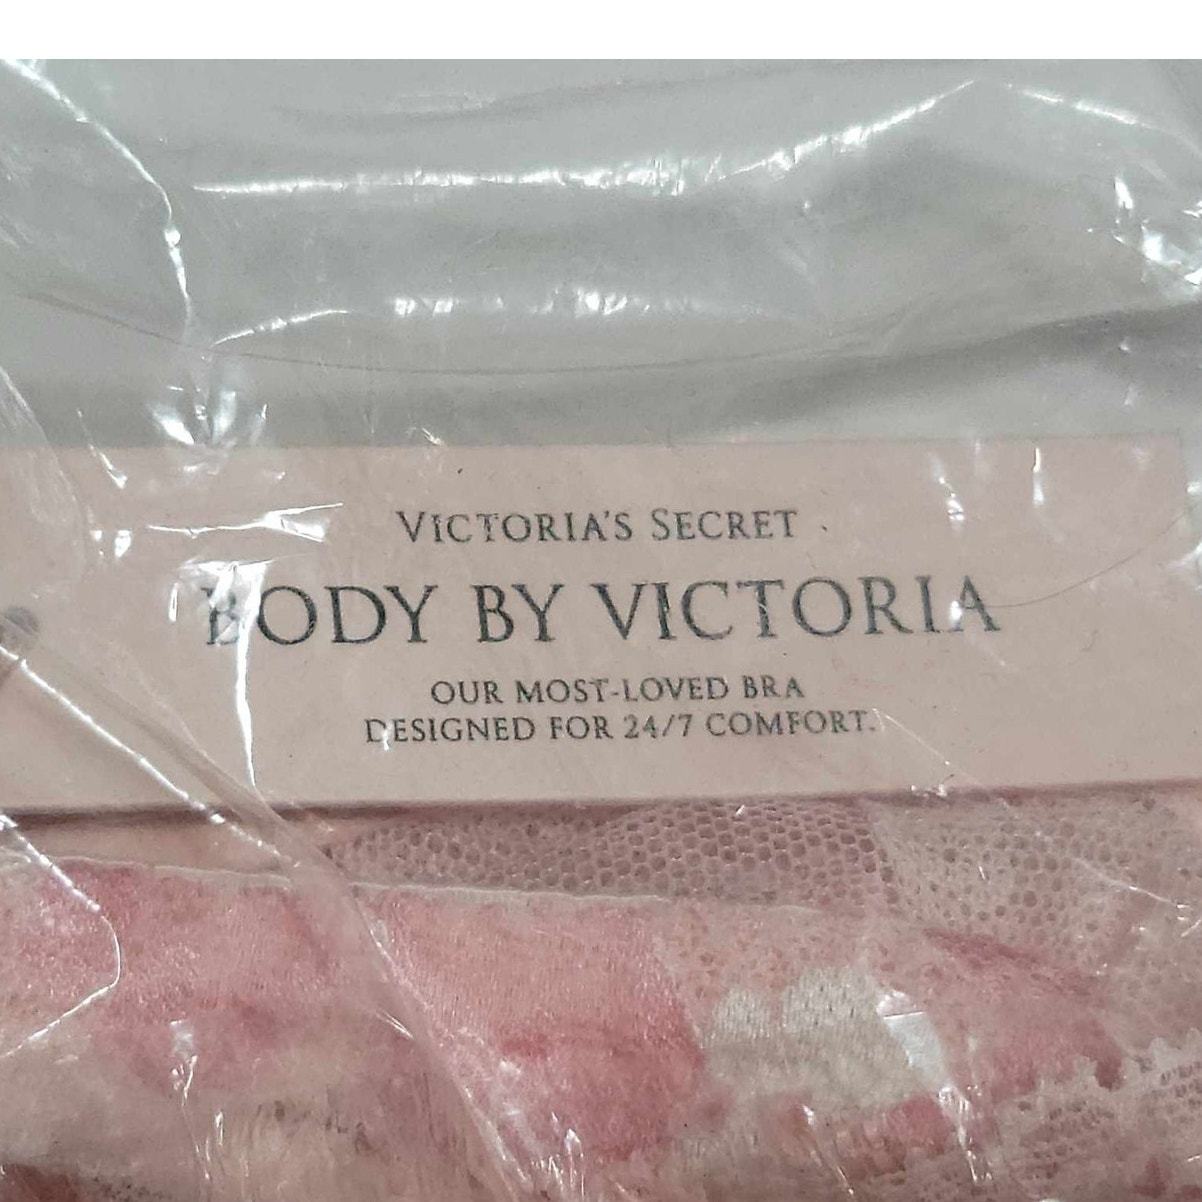 VICTORIA'S SECRET
BODY BY VICTORIA
OUR MOST-LOVED BRA
DESIGNED FOR 24/7 COMFORT.